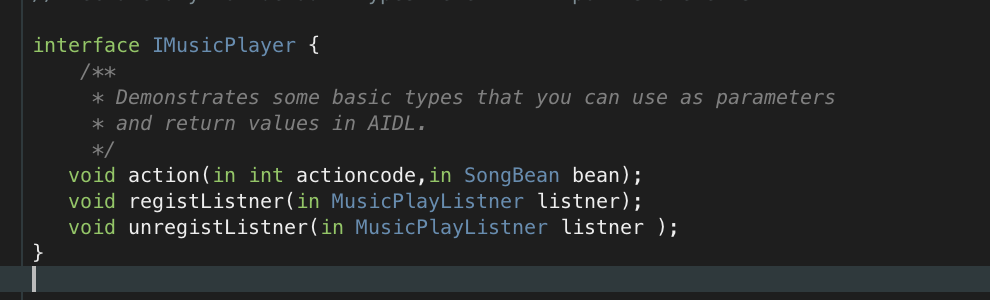 interface IMusicPlayer {
/**
* Demonstrates some basic types that you can use as parameters
* and return values in AIDL.
*/
void action(in int actioncode,in SongBean bean);
void registListner(in MusicPlayListner listner);
void unregistListner(in MusicPlayListner listner );
}